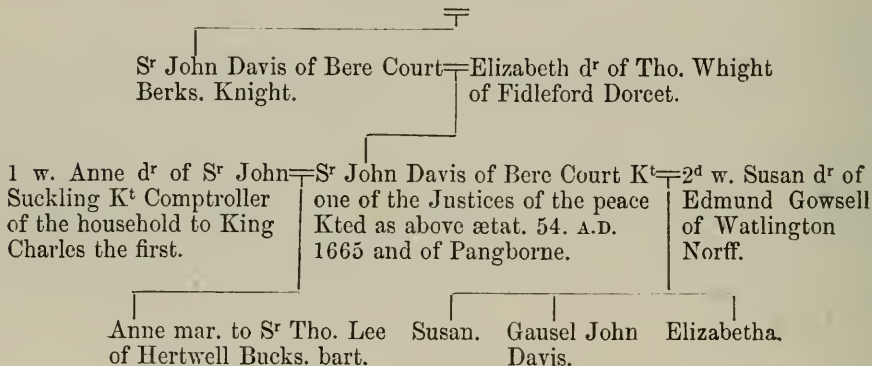 Sʳ John Davis of Bere Court
Berks. Knight.
Elizabeth dʳ of Tho. Whight
of Fidleford Dorcet.
1 w. Anne dʳ of Sʳ John
Suckling Kᵗ Comptroller
of the household to King
Charles the first.
Sʳ John Davis of Bere Court Kᵗ
one of the Justices of the peace
Kted as above ætat. 54. A.D.
1665 and of Pangborne.
2ᵈ w. Susan dʳ of
Edmund Gowsell
of Watlington
Norff.
Anne mar. to Sʳ Tho. Lee
of Hertwell Bucks. bart.
Susan.
Gausel John
Davis.
Elizabetha.